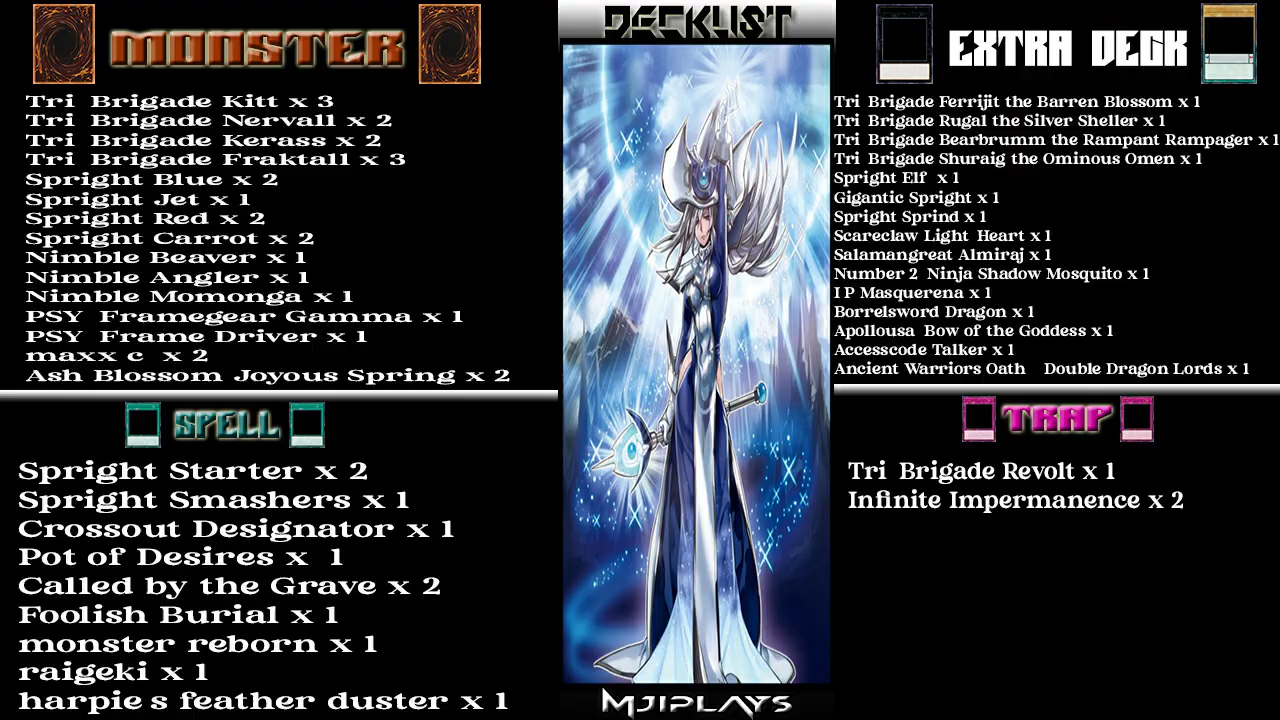 MONSTER
Tri Brigade Kitt x 3
Tri Brigade Nervall x 2
Tri Brigade Kerass x 2
Tri Brigade Fraktall x 3
Spright Blue x 2
Spright Jet x 1
Spright Red x 2
Spright Carrot x 2
Nimble Beaver x 1
Nimble Angler x 1
Nimble Momonga x 1
PSY Framegear Gamma x 1
PSY Frame Driver x 1
maxx c x 2
Ash Blossom Joyous Spring x 2
SPELL
Spright Starter x 2
Spright Smashers x 1
Crossout Designator x 1
Pot of Desires x 1
Called by the Grave x 2
Foolish Burial x 1
monster reborn x 1
raigeki x 1
harpie s feather duster x 1
DECKLIST
MJIPLAYS
EXTRA DECK
Tri Brigade Ferrijit the Barren Blossom x 1
Tri Brigade Rugal the Silver Sheller x 1
Tri Brigade Bearbrumm the Rampant Rampager x 1
Tri Brigade Shuraig the Ominous Omen x 1
Spright Elf x 1
Gigantic Spright x 1
Spright Sprind x 1
Scareclaw Light Heart x 1
Salamangreat Almiraj x 1
Number 2 Ninja Shadow Mosquito x 1
I P Masquerena x 1
Borrelsword Dragon x 1
Apollousa Bow of the Goddess x 1
Accesscode Talker x 1
Ancient Warriors Oath Double Dragon Lords x 1
TRAP
Tri Brigade Revolt x 1
Infinite Impermanence x 2